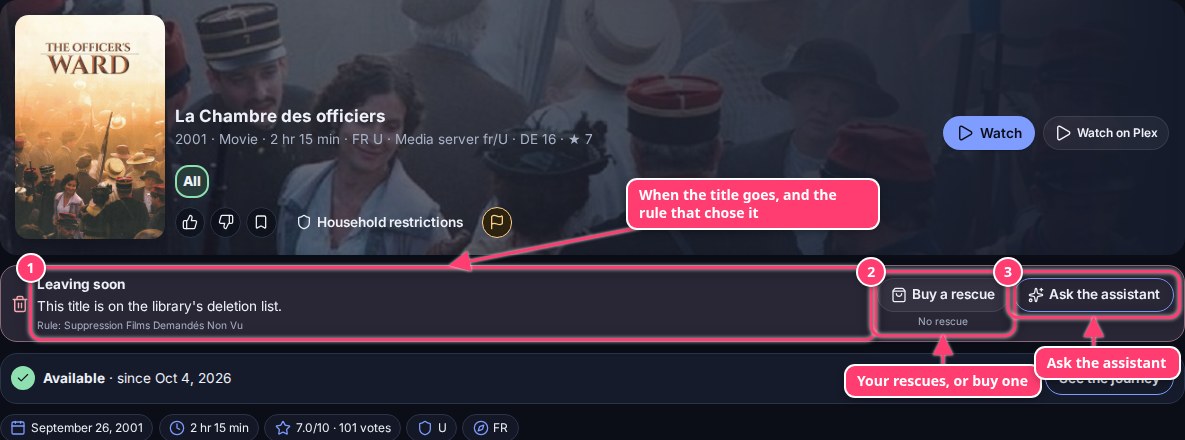 THE OFFICER'S
WARD
La Chambre des officiers
2001 · Movie · 2 hr 15 min · FR U · Media server fr/U · DE 16 · ★ 7
All
Household restrictions
Watch
Watch on Plex
When the title goes, and the
rule that chose it
1
Leaving soon
This title is on the library's deletion list.
Rule: Suppression Films Demandés Non Vu
2
Buy a rescue
No rescue
3
Ask the assistant
Your rescues, or buy one
Ask the assistant
Available · since Oct 4, 2026
See the journey
September 26, 2001
2 hr 15 min
7.0/10 · 101 votes
U
FR